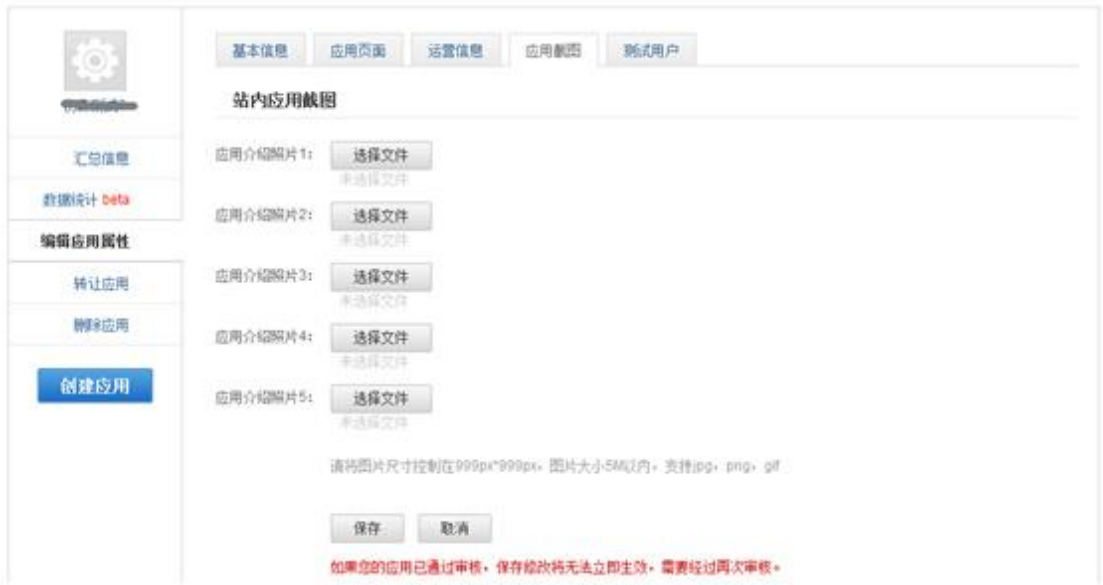 基本信息 应用页面 运营信息 应用截图 测试用户
站内应用截图
汇总信息
数据统计 beta
编辑应用属性
转让应用
删除应用
创建应用
应用介绍照片1: 选择文件
未选择文件
应用介绍照片2: 选择文件
未选择文件
应用介绍照片3: 选择文件
未选择文件
应用介绍照片4: 选择文件
未选择文件
应用介绍照片5: 选择文件
未选择文件
请将图片尺寸控制在999px*999px，图片大小5M以内，支持jpg，png，gif
保存 取消
如果您的应用已通过审核，保存修改将无法立即生效，需要经过再次审核。